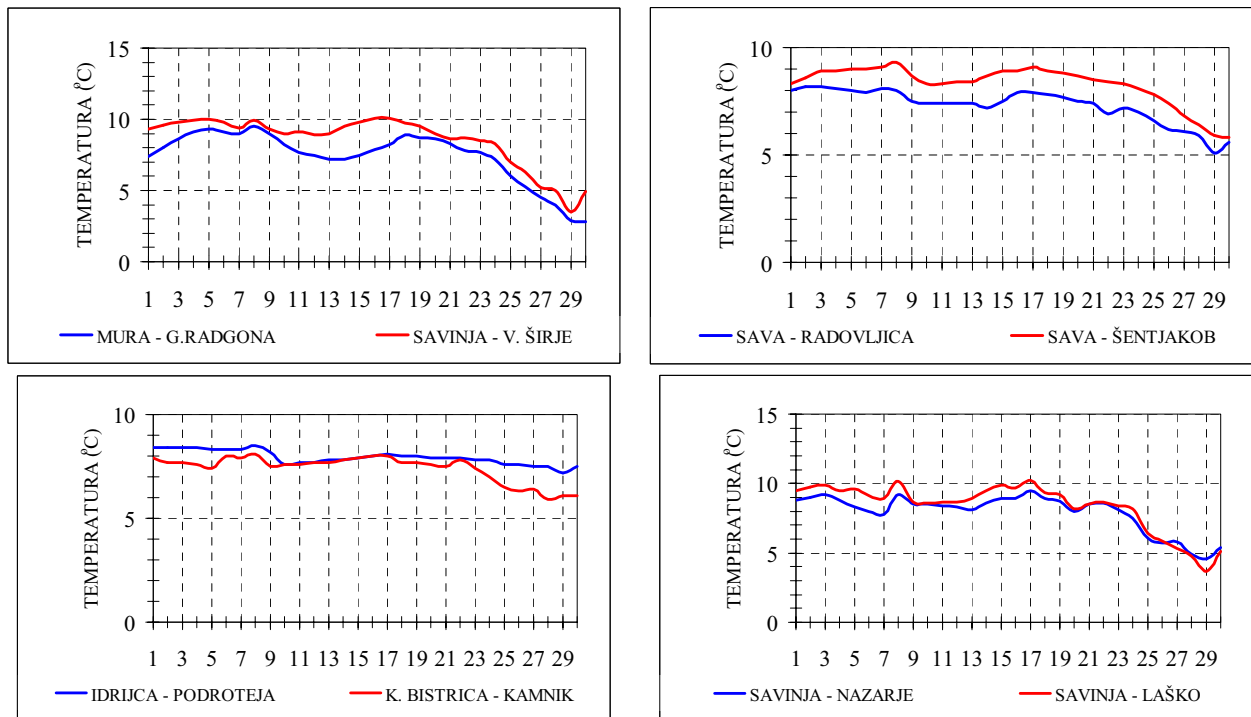 TEMPERATURA (⁰C)
15
10
5
0
1 3 5 7 9 11 13 15 17 19 21 23 25 27 29
MURA - G.RADGONA SAVINJA - V. ŠIRJE
TEMPERATURA (⁰C)
10
5
0
1 3 5 7 9 11 13 15 17 19 21 23 25 27 29
SAVA - RADOVLJICA SAVA - ŠENTJAKOB
TEMPERATURA (⁰C)
10
5
0
1 3 5 7 9 11 13 15 17 19 21 23 25 27 29
IDRIJCA - PODROTEJA K. BISTRICA - KAMNIK
TEMPERATURA (⁰C)
15
10
5
0
1 3 5 7 9 11 13 15 17 19 21 23 25 27 29
SAVINJA - NAZARJE SAVINJA - LAŠKO